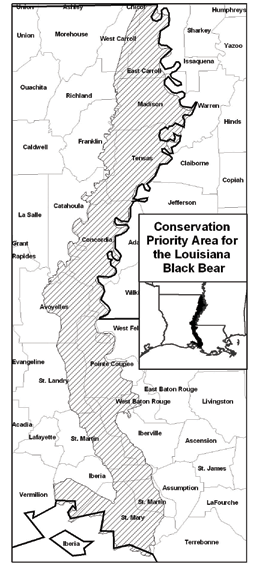 Union
Ashley
Chicot
Humphreys
Union
Morehouse
West Carroll
Sharkey
Yazoo
Issaquena
East Carroll
Ouachita
Richland
Madison
Warren
Hinds
Franklin
Caldwell
Tensas
Claiborne
Copiah
Catahoula
Jefferson
La Salle
Conservation
Priority Area for
the Louisiana
Black Bear
Concordia
Grant
Rapides
Avoyelles
West Fel
Evangeline
Pointe Coupee
St. Landry
East Baton Rouge
West Baton Rouge
Livingston
Acadia
Lafayette
St. Martin
Iberville
Ascension
St. James
Iberia
Assumption
Vermilion
St. Martin
LaFourche
St. Mary
Iberia
Terrebonne